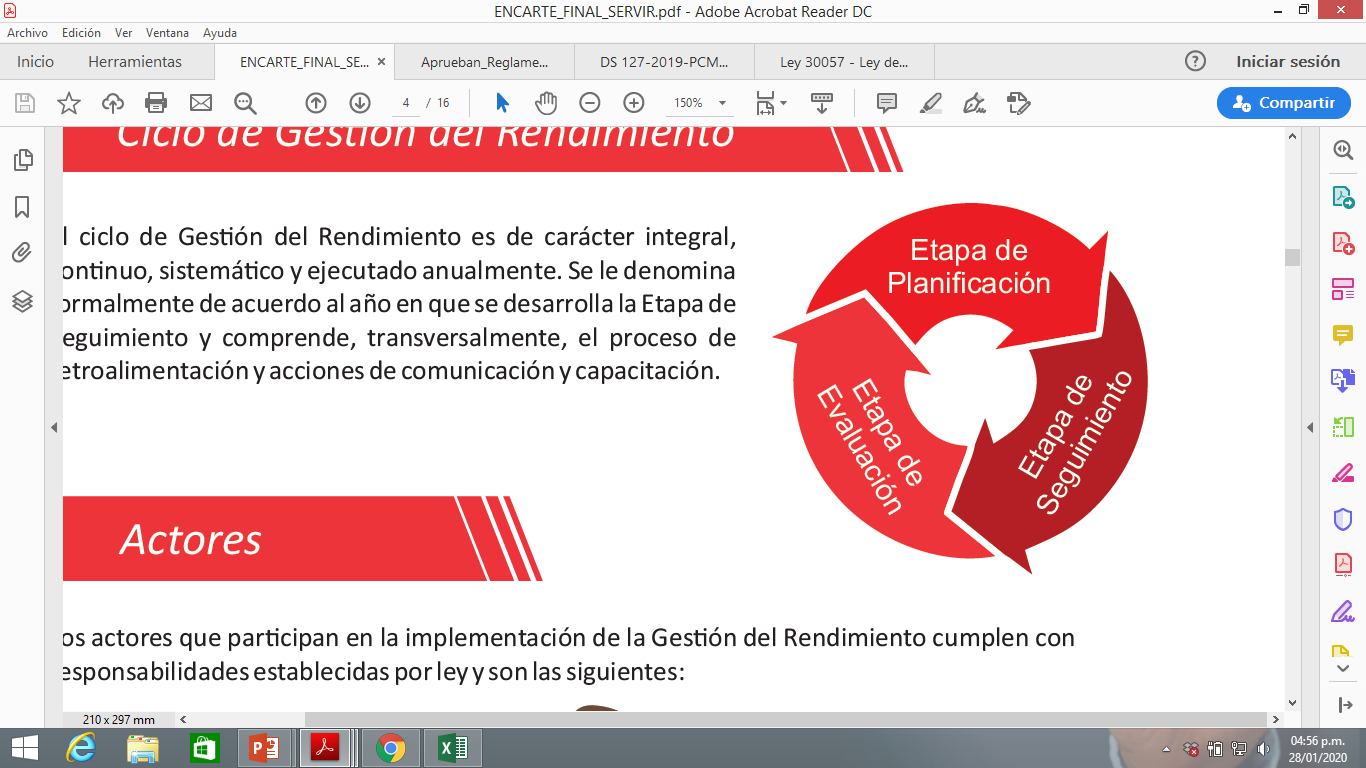 ENCARTE_FINAL_SERVIR.pdf - Adobe Acrobat Reader DC
Archivo Edición Ver Ventana Ayuda
Inicio Herramientas ENCARTE_FINAL_SE... × Aprueban_Reglame... DS 127-2019-PCM... Ley 30057 - Ley de... Iniciar sesión
4 / 16 150% Compartir
Ciclo de Gestión del Rendimiento
l ciclo de Gestión del Rendimiento es de carácter integral,
ontinuo, sistemático y ejecutado anualmente. Se le denomina
ormalmente de acuerdo al año en que se desarrolla la Etapa de
eguimiento y comprende, transversalmente, el proceso de
etroalimentación y acciones de comunicación y capacitación.
Etapa de
Planificación
Etapa de
Seguimiento
Etapa de
Evaluación
Actores
os actores que participan en la implementación de la Gestión del Rendimiento cumplen con
esponsabilidades establecidas por ley y son las siguientes:
210 x 297 mm
04:56 p.m.
28/01/2020